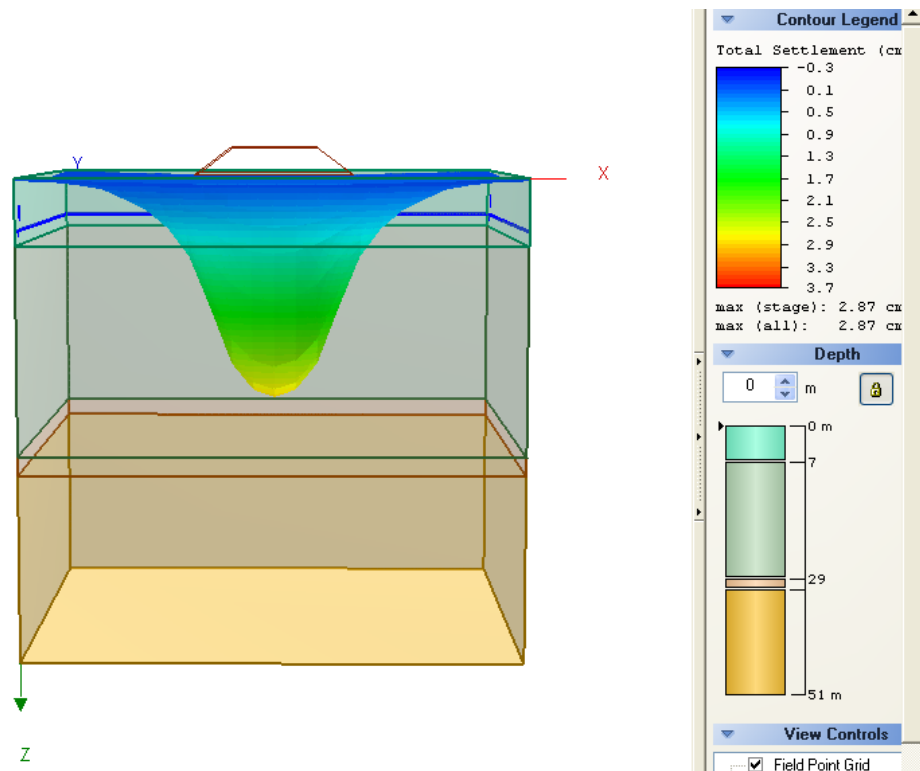 Y
X
Z
Contour Legend
Total Settlement (cm
-0.3
0.1
0.5
0.9
1.3
1.7
2.1
2.5
2.9
3.3
3.7
max (stage): 2.87 cm
max (all): 2.87 cm
Depth
0 m
0 m
7
29
51 m
View Controls
Field Point Grid